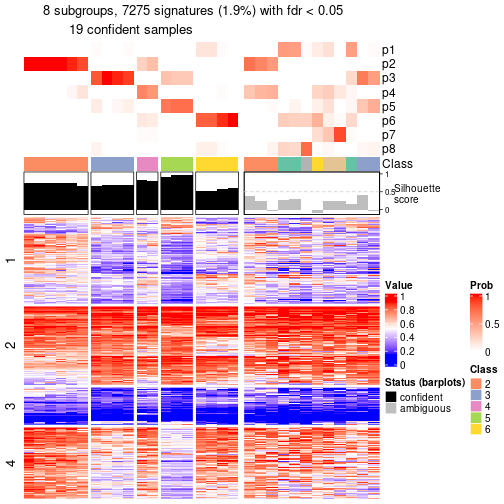 8 subgroups, 7275 signatures (1.9%) with fdr < 0.05
19 confident samples
p1
p2
p3
p4
p5
p6
p7
p8
Class
1
0.5
0
Silhouette
score
1
2
3
4
Value
1
0.8
0.6
0.4
0.2
0
Status (barplots)
confident
ambiguous
Prob
1
0.5
0
Class
2
3
4
5
6